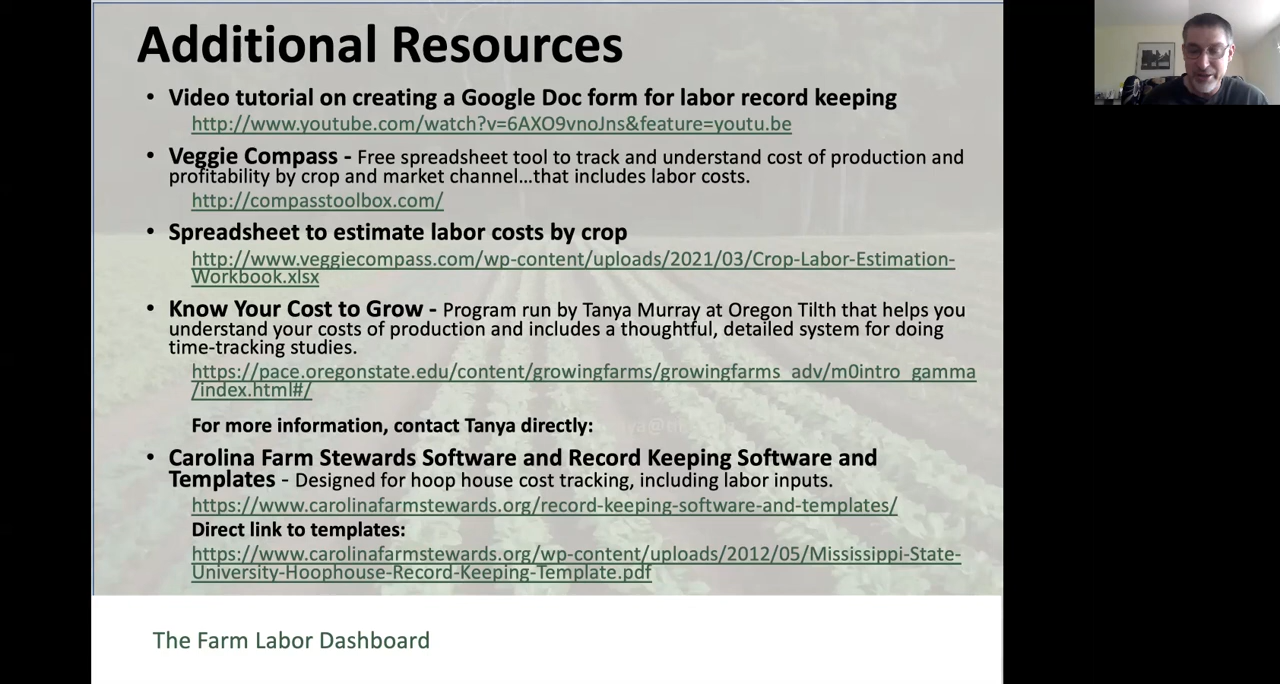 Additional Resources
• Video tutorial on creating a Google Doc form for labor record keeping
http://www.youtube.com/watch?v=6AXO9vnoJns&feature=youtu.be
• Veggie Compass - Free spreadsheet tool to track and understand cost of production and
profitability by crop and market channel…that includes labor costs.
http://compasstoolbox.com/
• Spreadsheet to estimate labor costs by crop
http://www.veggiecompass.com/wp-content/uploads/2021/03/Crop-Labor-Estimation-
Workbook.xlsx
• Know Your Cost to Grow - Program run by Tanya Murray at Oregon Tilth that helps you
understand your costs of production and includes a thoughtful, detailed system for doing
time-tracking studies.
https://pace.oregonstate.edu/content/growingfarms/growingfarms_adv/m0intro_gamma
/index.html#/
For more information, contact Tanya directly:
• Carolina Farm Stewards Software and Record Keeping Software and
Templates - Designed for hoop house cost tracking, including labor inputs.
https://www.carolinafarmstewards.org/record-keeping-software-and-templates/
Direct link to templates:
https://www.carolinafarmstewards.org/wp-content/uploads/2012/05/Mississippi-State-
University-Hoophouse-Record-Keeping-Template.pdf
The Farm Labor Dashboard